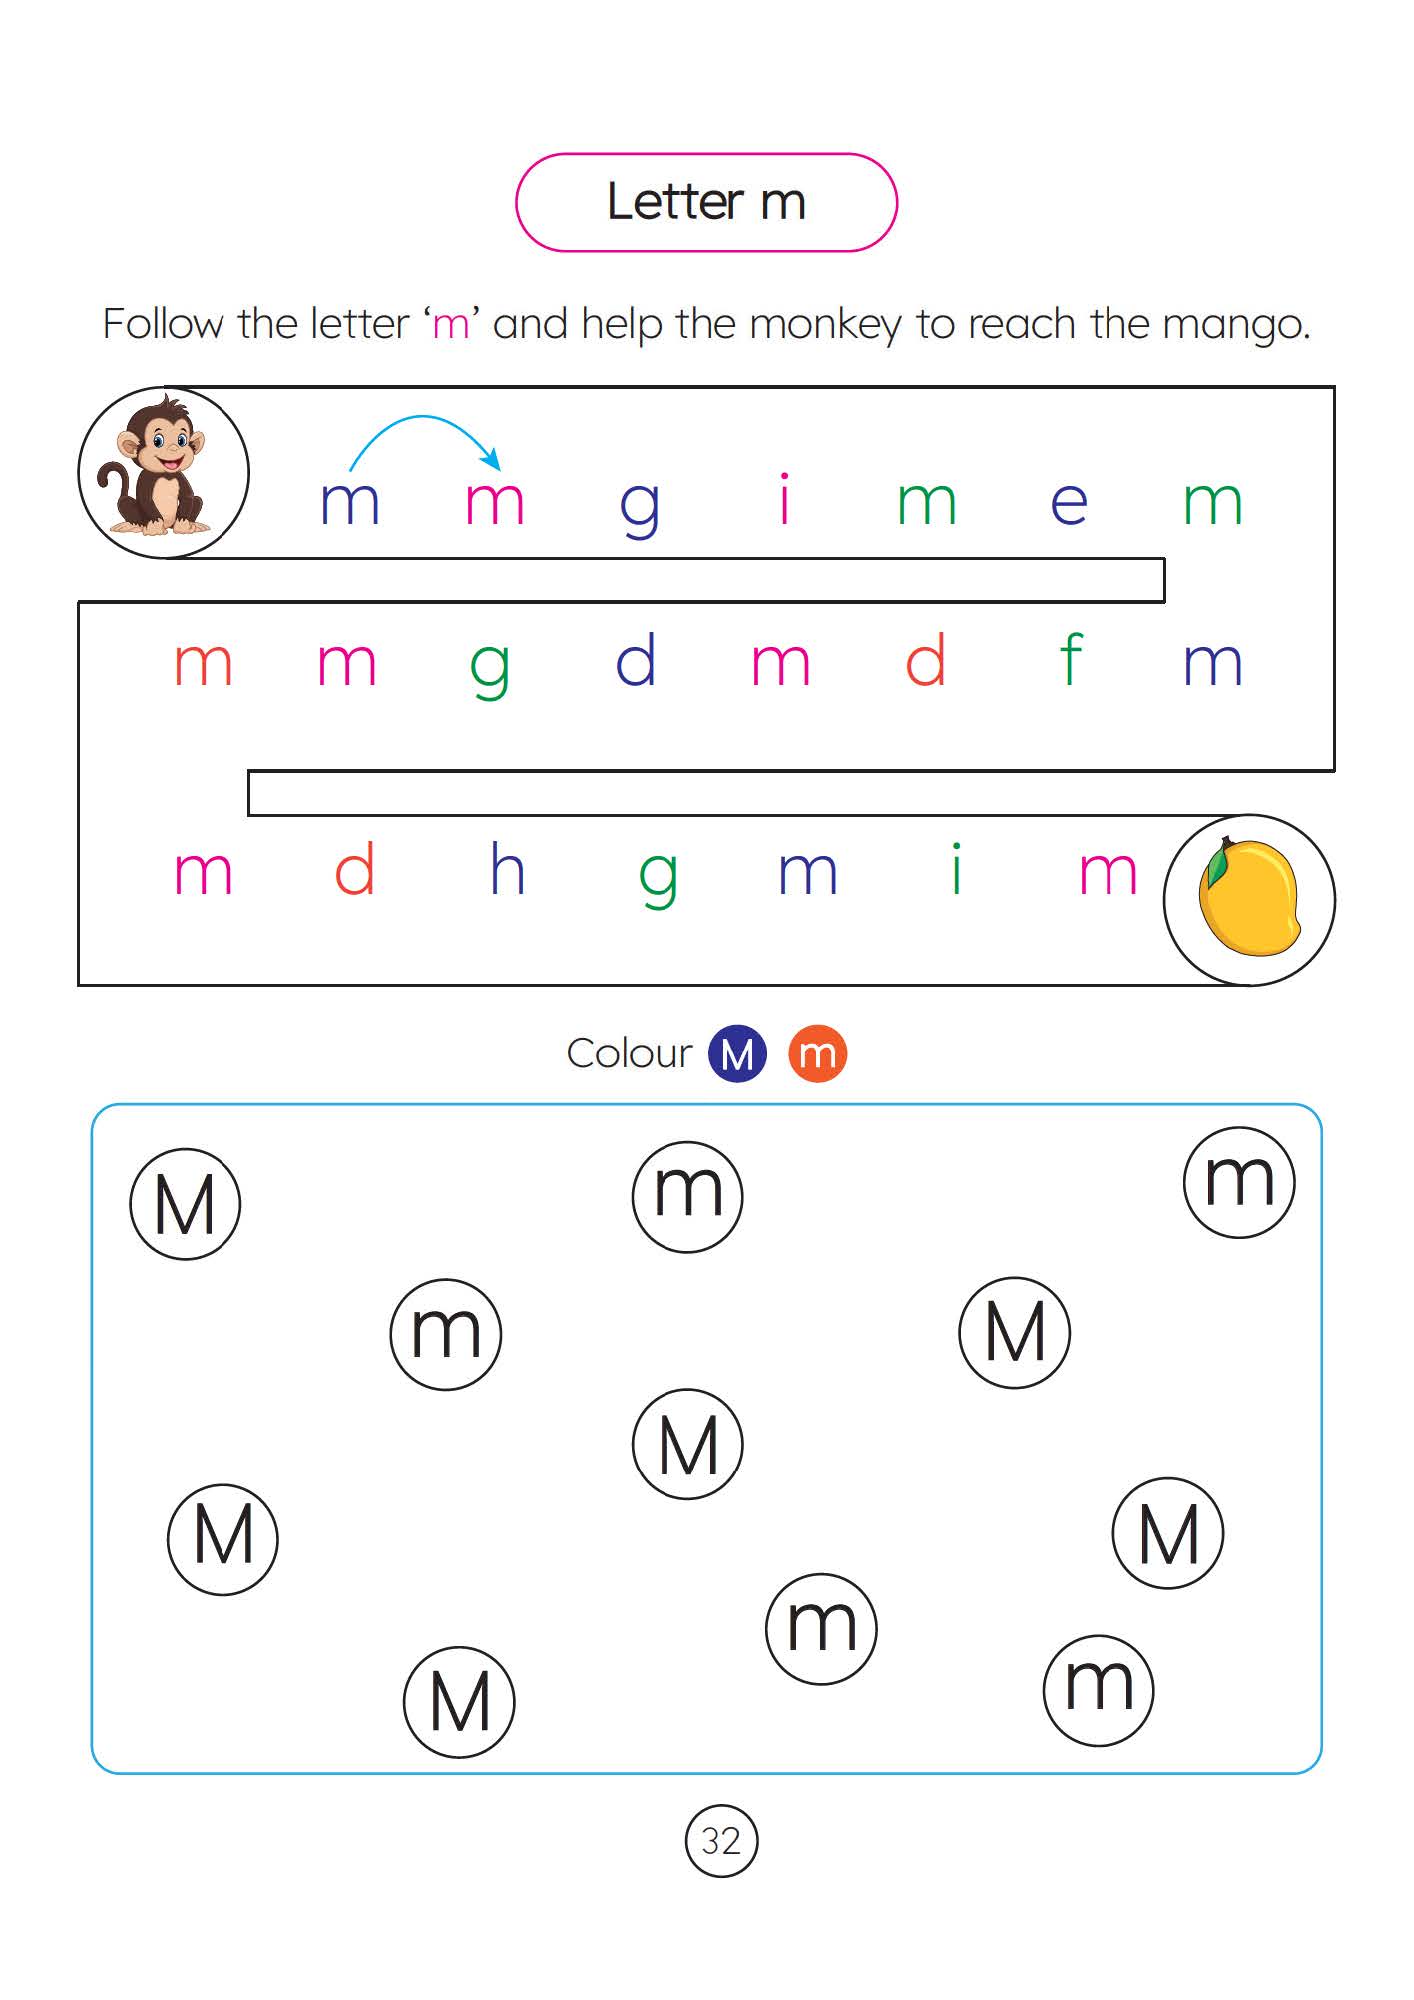 Letter m
Follow the letter ‘m’ and help the monkey to reach the mango.
m m g i m e m
m m g d m d f m
m d h g m i m
Colour M m
M m m
m M
M
M M
m
m
M
32